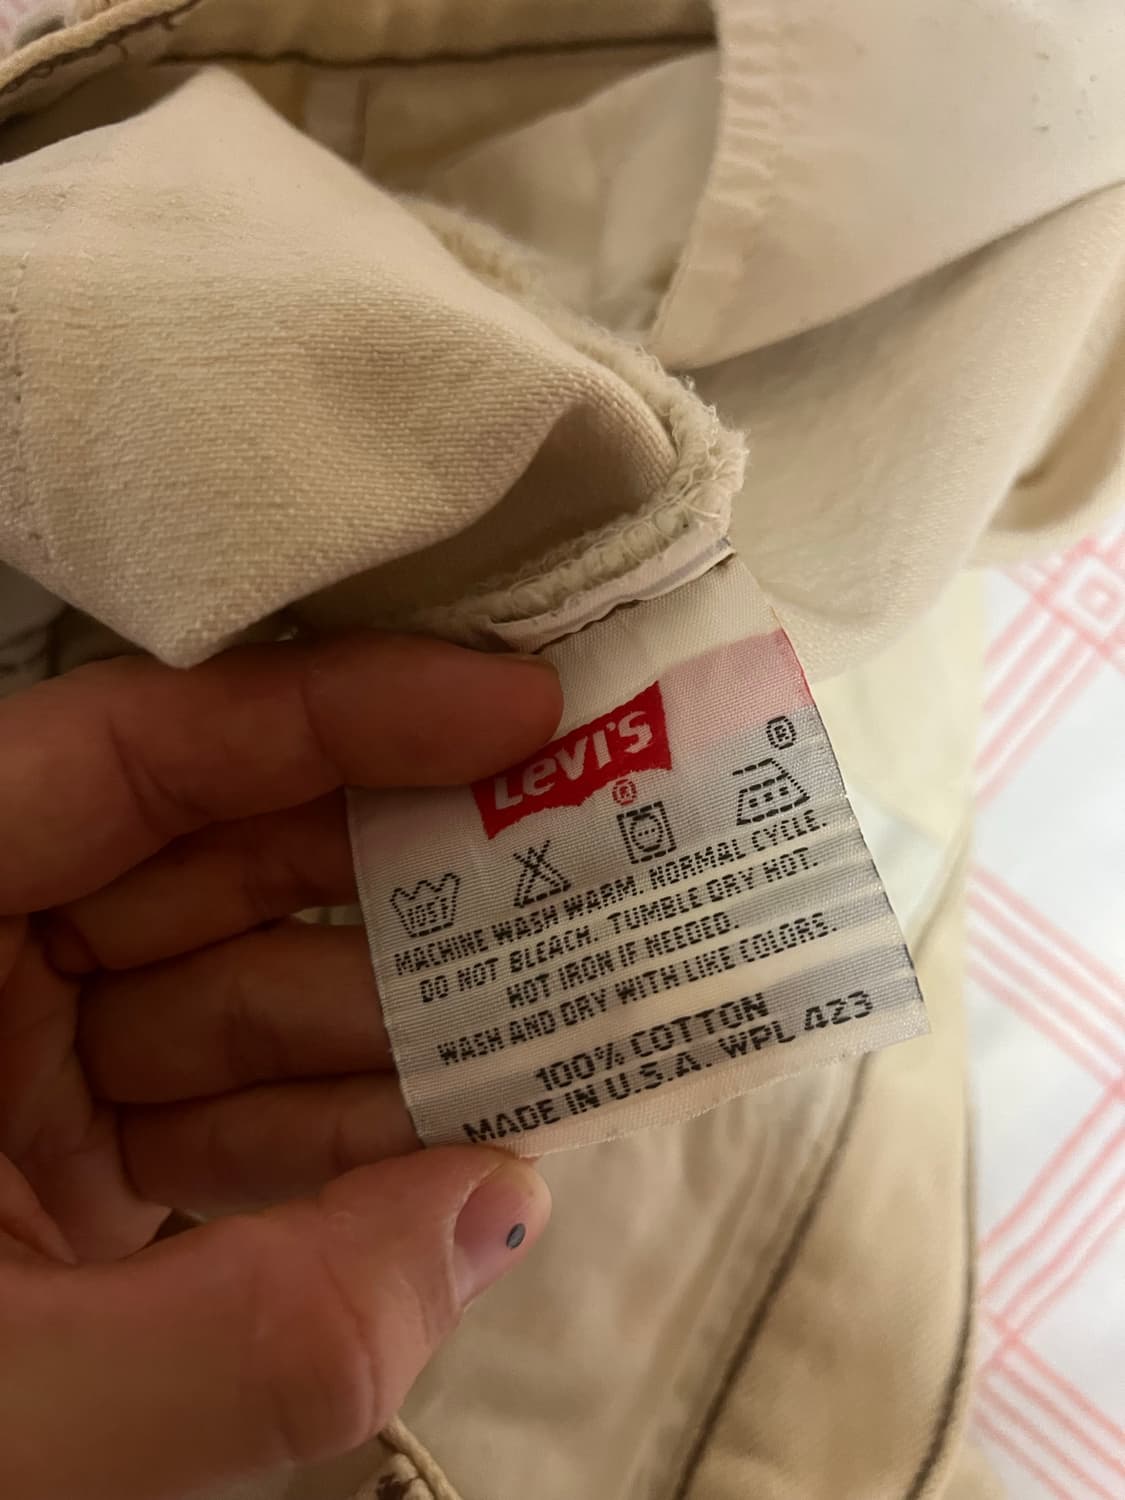 Levi's
®
®
105F
MACHINE WASH WARM. NORMAL CYCLE.
DO NOT BLEACH. TUMBLE DRY HOT.
HOT IRON IF NEEDED.
WASH AND DRY WITH LIKE COLORS.
100% COTTON
MADE IN U.S.A. WPL 423